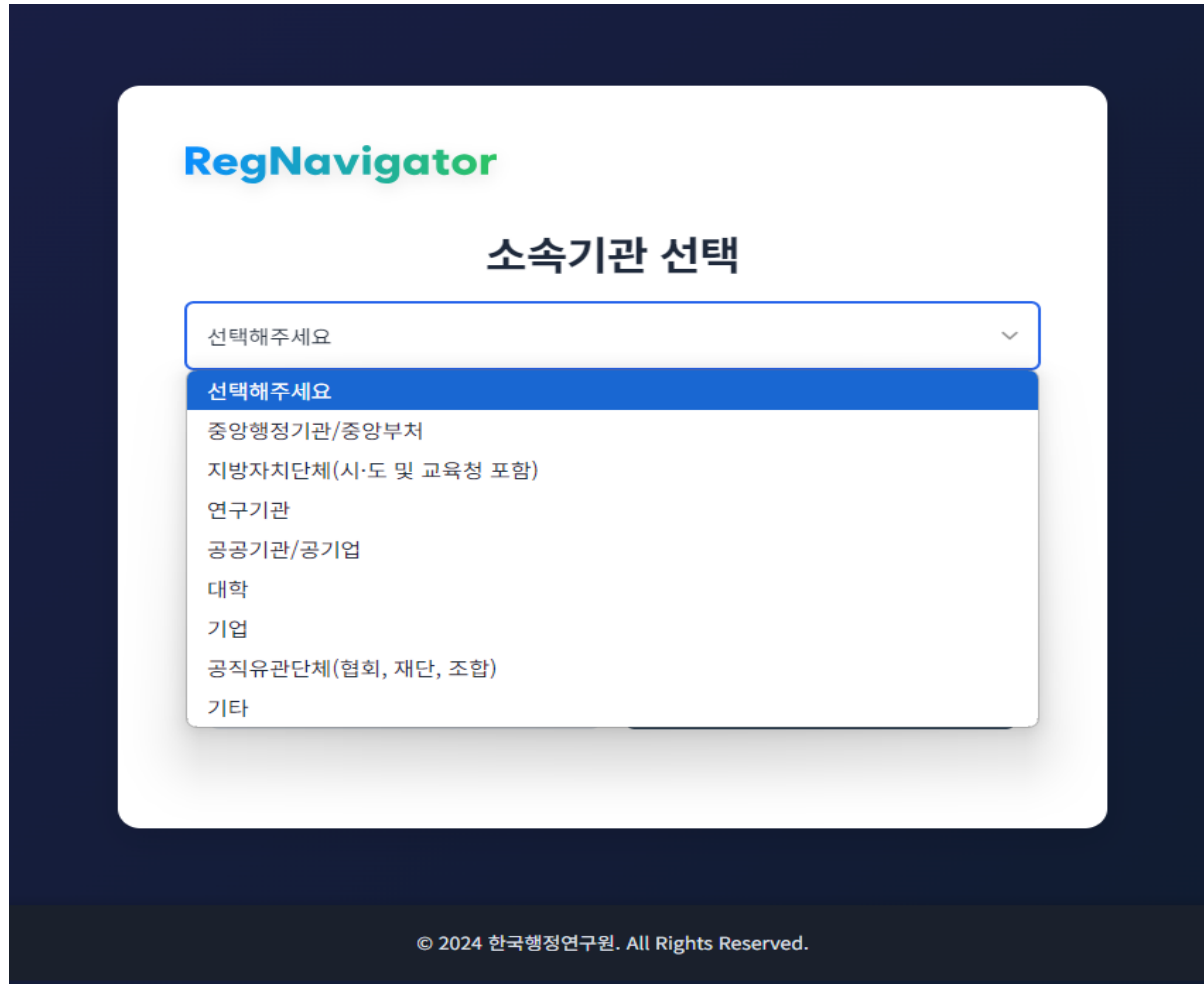 RegNavigator
소속기관 선택
선택해주세요
선택해주세요
중앙행정기관/중앙부처
지방자치단체(시·도 및 교육청 포함)
연구기관
공공기관/공기업
대학
기업
공직유관단체(협회, 재단, 조합)
기타
© 2024 한국행정연구원. All Rights Reserved.